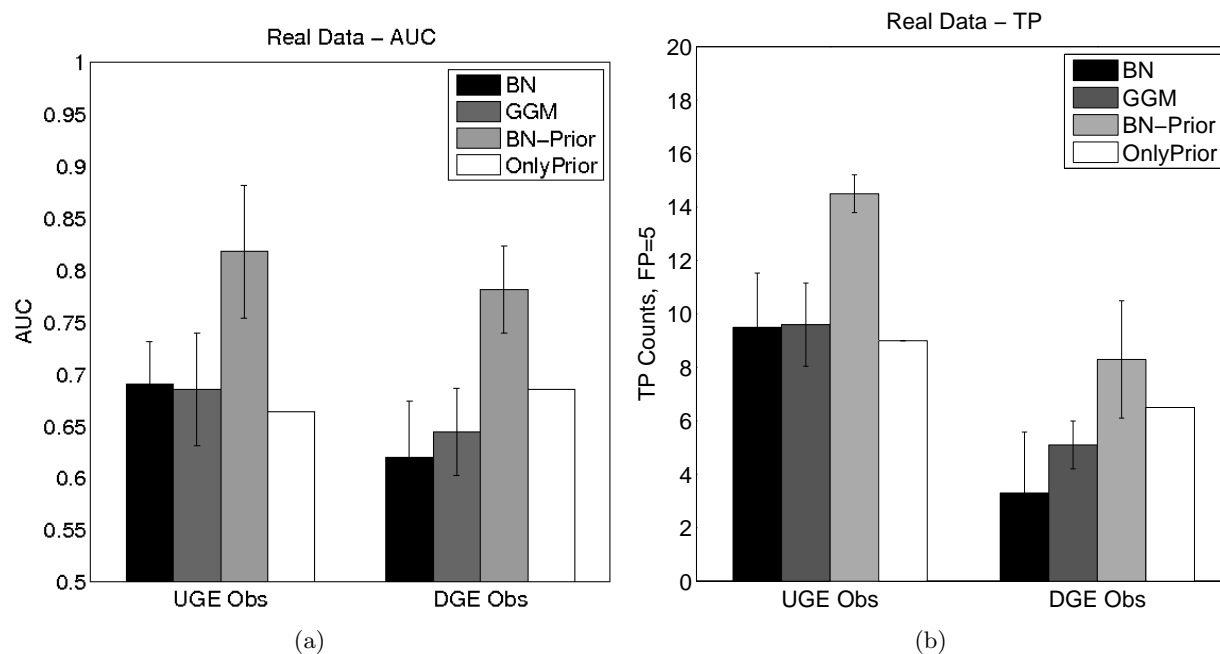 Real Data – AUC
1
0.95
0.9
0.85
0.8
0.75
0.7
0.65
0.6
0.55
0.5
AUC
BN
GGM
BN–Prior
OnlyPrior
UGE Obs
DGE Obs
(a)
Real Data – TP
20
18
16
14
12
10
8
6
4
2
0
TP Counts, FP=5
BN
GGM
BN–Prior
OnlyPrior
UGE Obs
DGE Obs
(b)